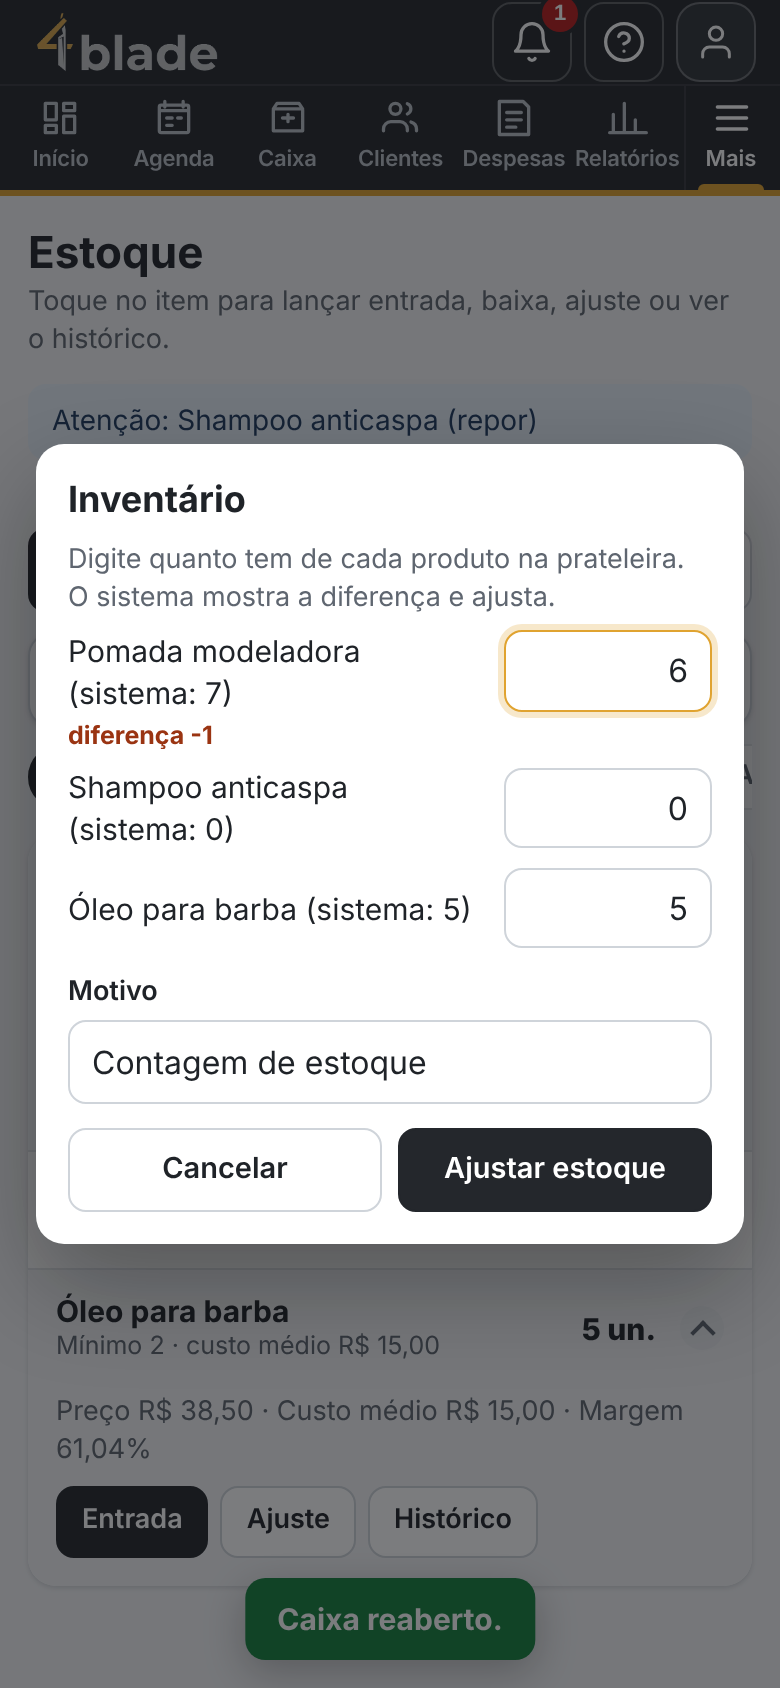 4blade
1
Início
Agenda
Caixa
Clientes
Despesas
Relatórios
Mais
Estoque
Toque no item para lançar entrada, baixa, ajuste ou ver
o histórico.
Atenção: Shampoo anticaspa (repor)
Inventário
Digite quanto tem de cada produto na prateleira.
O sistema mostra a diferença e ajusta.
Pomada modeladora
(sistema: 7)
6
diferença -1
Shampoo anticaspa
(sistema: 0)
0
Óleo para barba (sistema: 5)
5
Motivo
Contagem de estoque
Cancelar
Ajustar estoque
Óleo para barba
Mínimo 2 · custo médio R$ 15,00
5 un.
Preço R$ 38,50 · Custo médio R$ 15,00 · Margem
61,04%
Entrada
Ajuste
Histórico
Caixa reaberto.